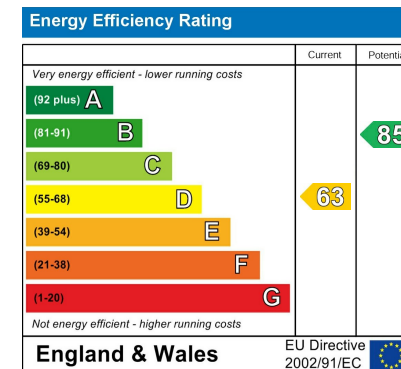 Energy Efficiency Rating
Current Potentia
Very energy efficient - lower running costs
(92 plus) A
(81-91) B
85
(69-80) C
(55-68) D
63
(39-54) E
(21-38) F
(1-20) G
Not energy efficient - higher running costs
England & Wales
EU Directive
2002/91/EC